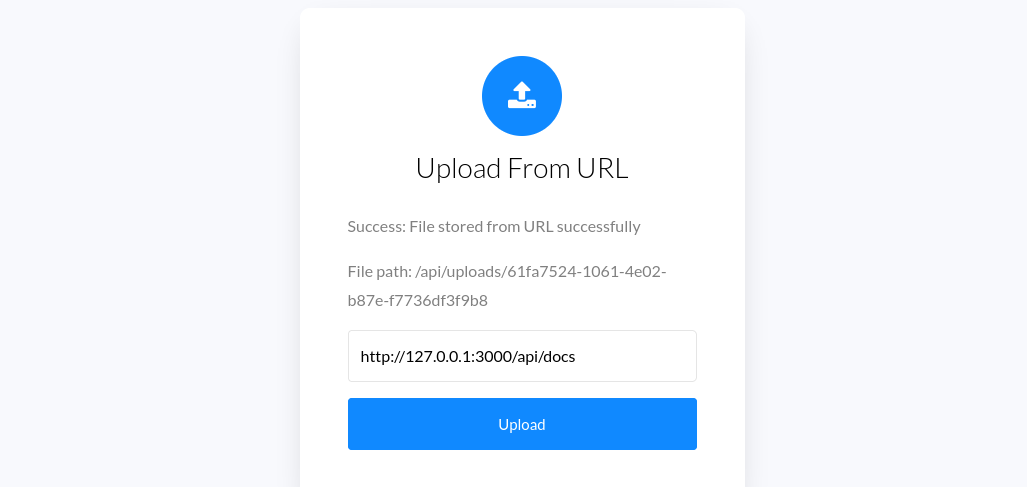 Upload From URL
Success: File stored from URL successfully
File path: /api/uploads/61fa7524-1061-4e02-
b87e-f7736df3f9b8
http://127.0.0.1:3000/api/docs
Upload